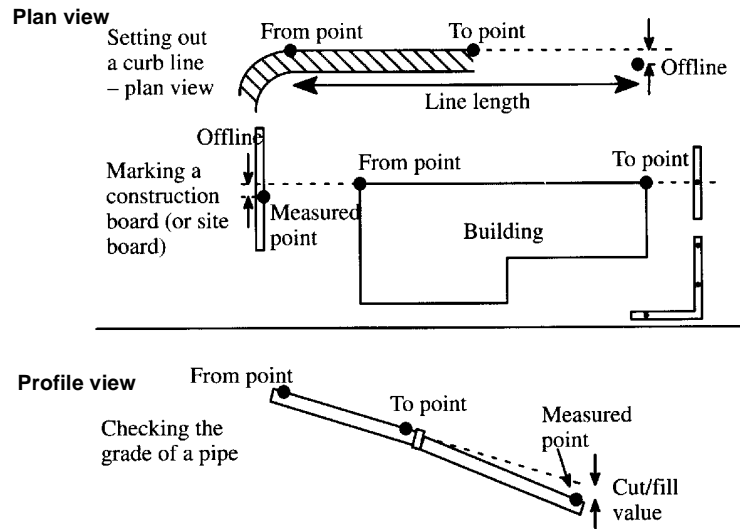 Plan view
Setting out
a curb line
– plan view
From point
To point
Offline
Line length
Offline
Marking a
construction
board (or site
board)
Measured
point
From point
To point
Building
Profile view
From point
To point
Checking the
grade of a pipe
Measured
point
Cut/fill
value